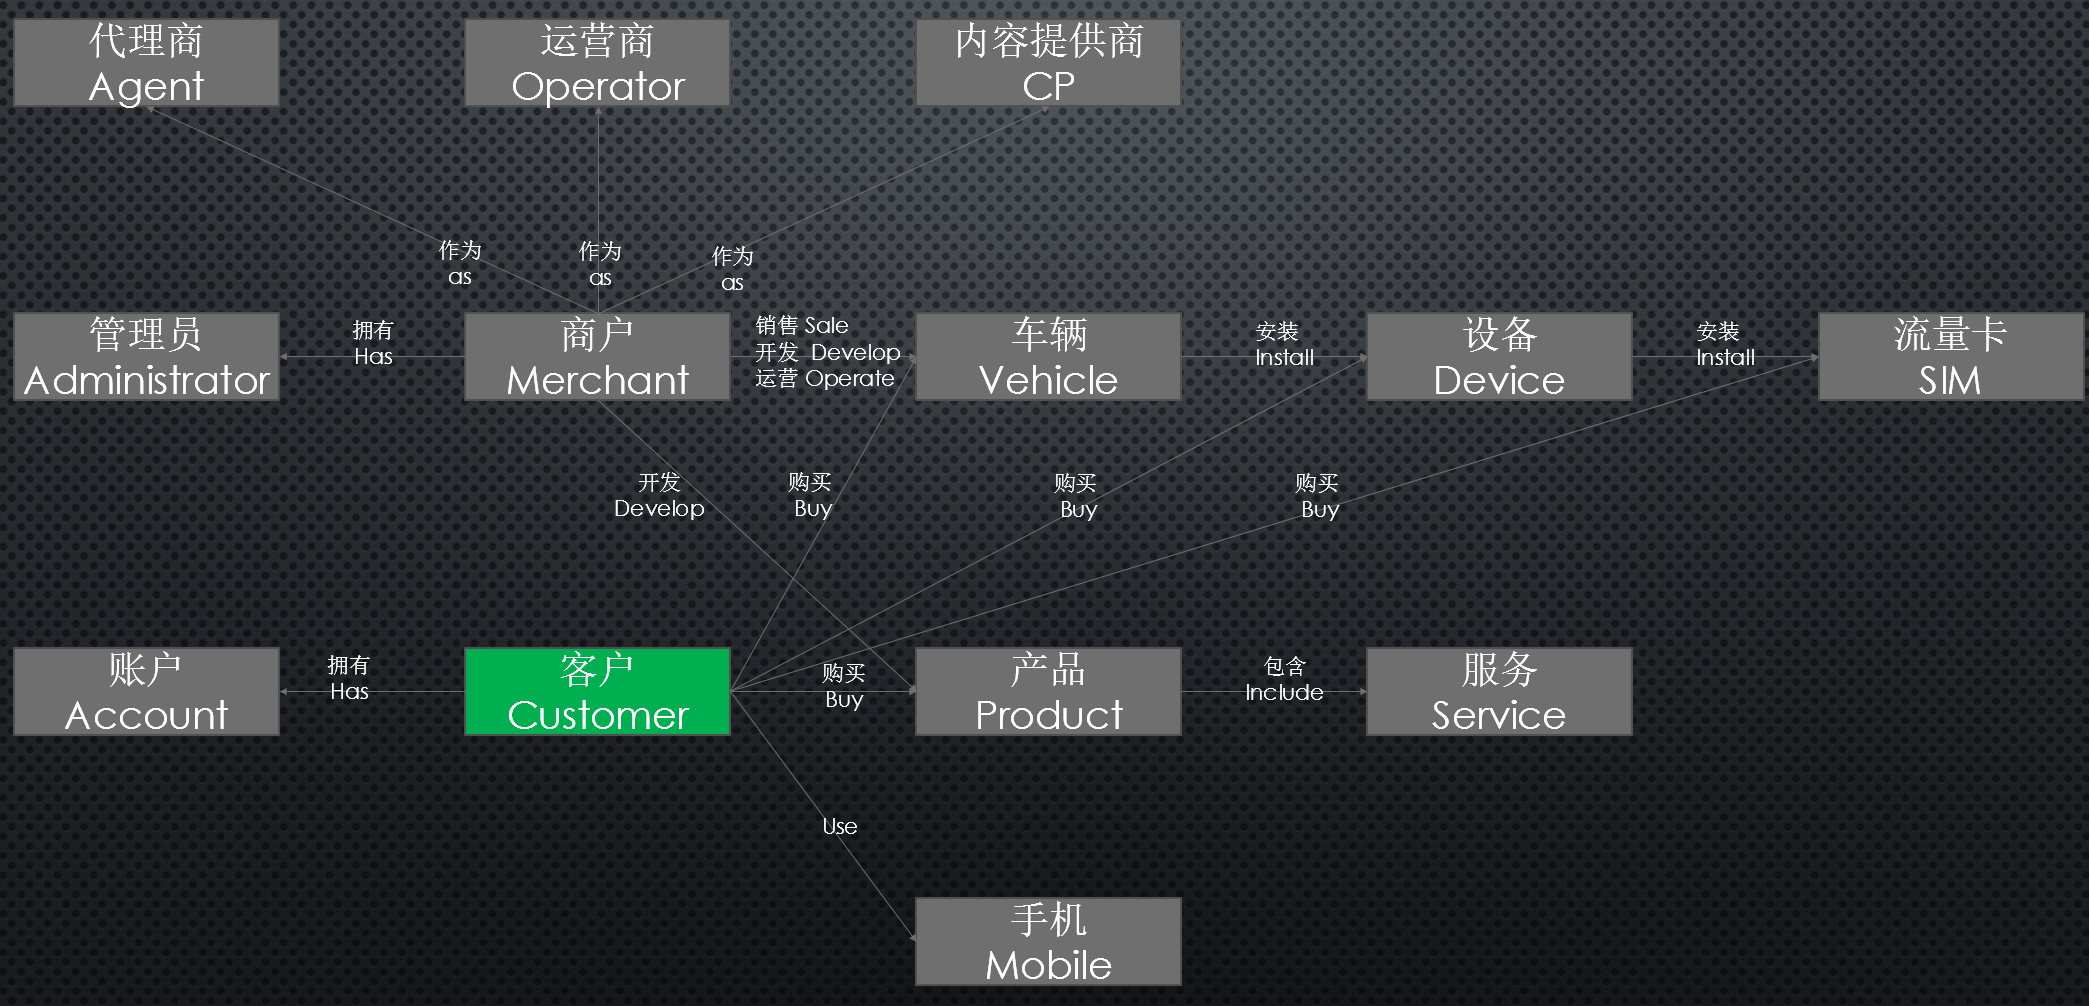 代理商
Agent
运营商
Operator
内容提供商
CP
作为
as
作为
as
作为
as
管理员
Administrator
拥有
Has
商户
Merchant
销售 Sale
开发 Develop
运营 Operate
车辆
Vehicle
安装
Install
设备
Device
安装
Install
流量卡
SIM
开发
Develop
购买
Buy
购买
Buy
购买
Buy
账户
Account
拥有
Has
客户
Customer
购买
Buy
产品
Product
包含
Include
服务
Service
Use
手机
Mobile